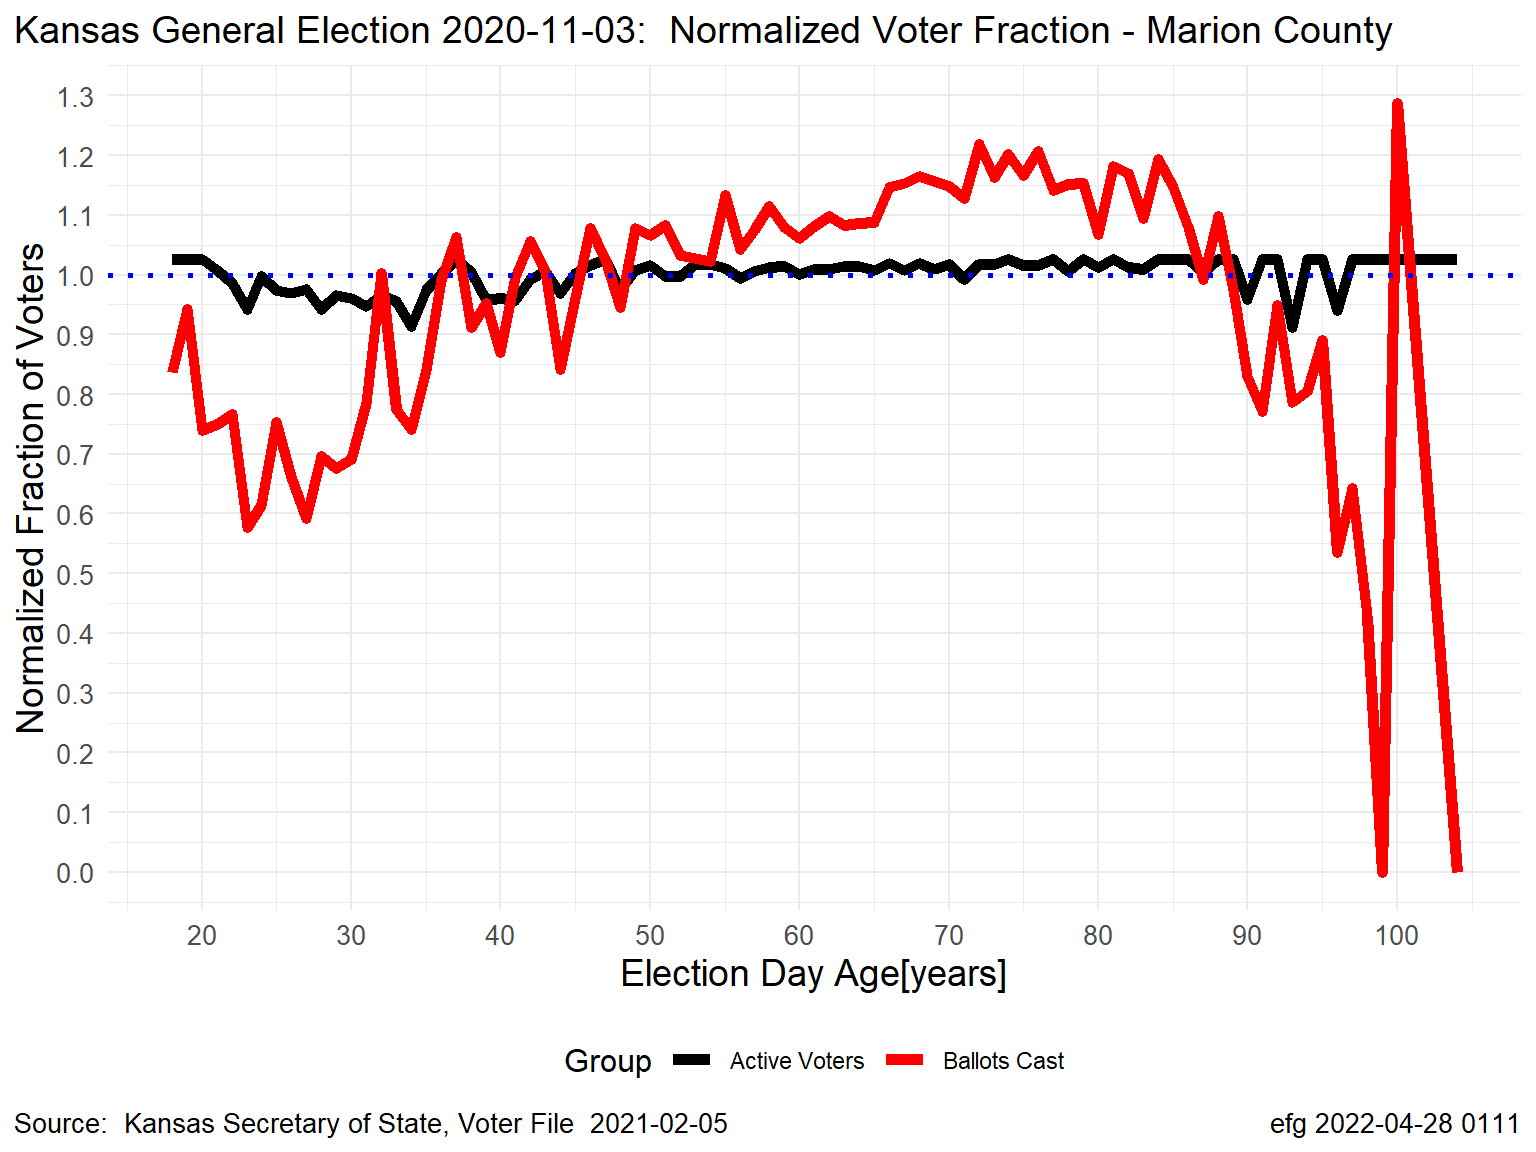 Kansas General Election 2020-11-03:  Normalized Voter Fraction - Marion County
Normalized Fraction of Voters
1.3
1.2
1.1
1.0
0.9
0.8
0.7
0.6
0.5
0.4
0.3
0.2
0.1
0.0
20 30 40 50 60 70 80 90 100
Election Day Age[years]
Group Active Voters Ballots Cast
Source:  Kansas Secretary of State, Voter File  2021-02-05
efg 2022-04-28 0111